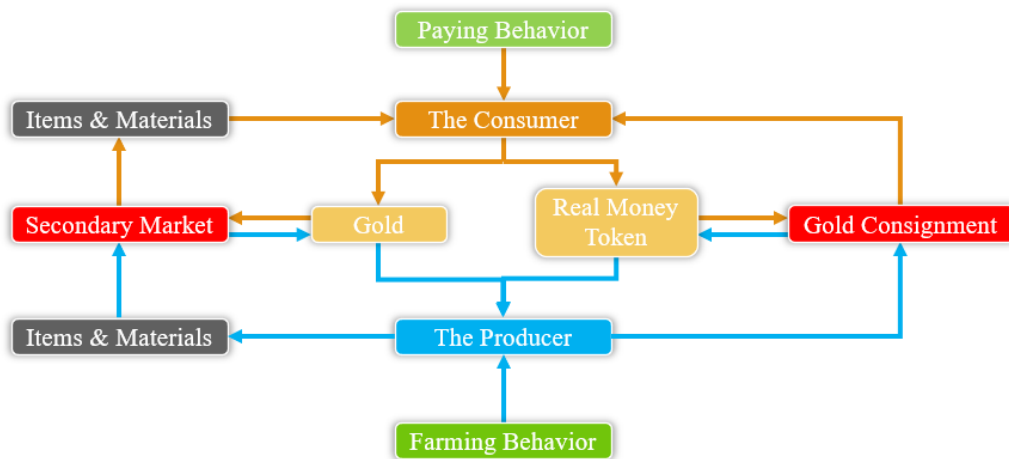 Paying Behavior
Items & Materials
The Consumer
Secondary Market
Gold
Real Money
Token
Gold Consignment
Items & Materials
The Producer
Farming Behavior